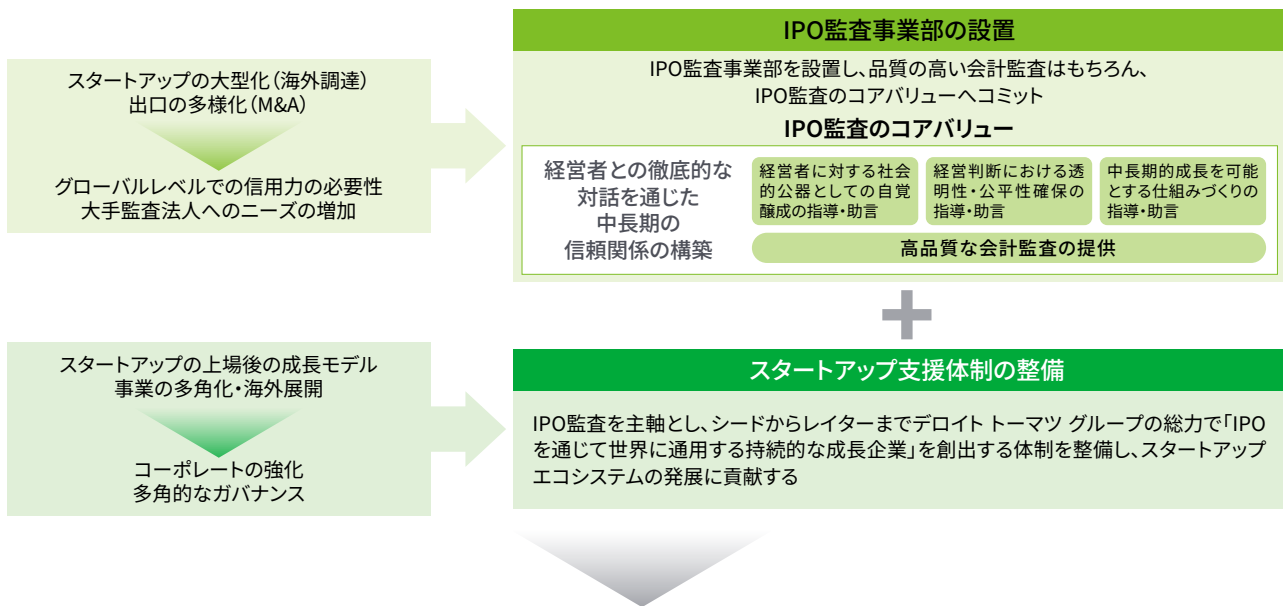 スタートアップの大型化（海外調達）
出口の多様化（M&A）
グローバルレベルでの信用力の必要性
大手監査法人へのニーズの増加
IPO監査事業部の設置
IPO監査事業部を設置し、品質の高い会計監査はもちろん、
IPO監査のコアバリューへコミット
IPO監査のコアバリュー
経営者との徹底的な
対話を通じた
中長期の
信頼関係の構築
経営者に対する社会
的公器としての自覚
醸成の指導・助言
経営判断における透
明性・公平性確保の
指導・助言
中長期的成長を可能
とする仕組みづくりの
指導・助言
高品質な会計監査の提供
スタートアップの上場後の成長モデル
事業の多角化・海外展開
コーポレートの強化
多角的なガバナンス
スタートアップ支援体制の整備
IPO監査を主軸とし、シードからレイターまでデロイト トーマツ グループの総力で「IPO
を通じて世界に通用する持続的な成長企業」を創出する体制を整備し、スタートアップ
エコシステムの発展に貢献する